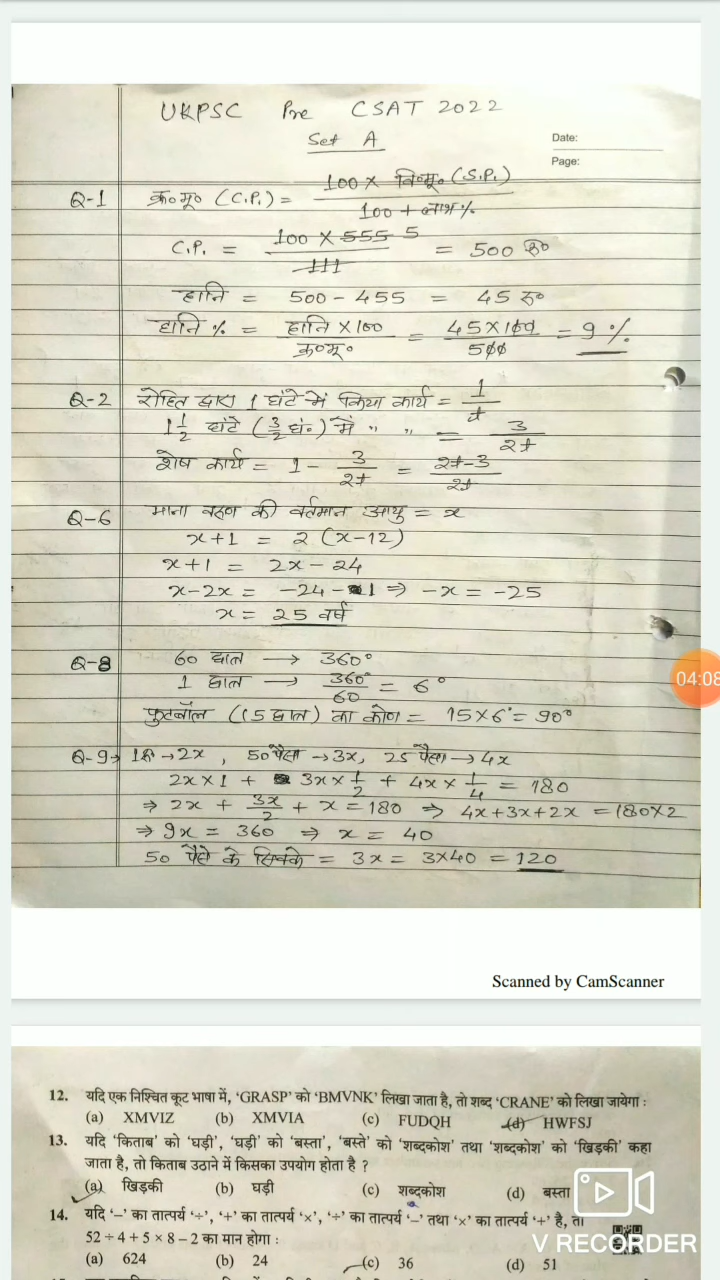 UKPSC Pre CSAT 2022
Set A
Date:
Page:
Q-1 क्र०मू० (C.P.) = 100 × वि०मू० (S.P.) / 100 + लाभ%
C.P. = 100 × 555 5 / 111 = 500 रु०
हानि = 500 - 455 = 45 रु०
हानि % = हानि × 100 / क्र०मू० = 45 × 100 / 500 = 9 %
Q-2 रोहित द्वारा 1 घंटे में किया कार्य = 1/t
1 1/2 घंटे (3/2 घं०) में " " = 3/2t
शेष कार्य = 1 - 3/2t = 2t-3/2t
Q-6 माना वरुण की वर्तमान आयु = x
x+1 = 2 (x-12)
x+1 = 2x - 24
x-2x = -24 - 1 ⇒ -x = -25
x = 25 वर्ष
Q-8 60 छात्र → 360°
1 छात्र → 360°/60 = 6°
फुटबॉल (15 छात्र) का कोण = 15×6° = 90°
Q-9→ 1रु → 2x, 50 पैसा → 3x, 25 पैसा → 4x
2x×1 + 3x×1/2 + 4x×1/4 = 180
⇒ 2x + 3x/2 + x = 180 ⇒ 4x+3x+2x = 180×2
⇒ 9x = 360 ⇒ x = 40
50 पैसे के सिक्के = 3x = 3×40 = 120
04:08
Scanned by CamScanner
12. यदि एक निश्चित कूट भाषा में, ‘GRASP’ को ‘BMVNK’ लिखा जाता है, तो शब्द ‘CRANE’ को लिखा जायेगा :
(a) XMVIZ (b) XMVIA (c) FUDQH (d) HWFSJ
13. यदि ‘किताब’ को ‘घड़ी’, ‘घड़ी’ को ‘बस्ता’, ‘बस्ते’ को ‘शब्दकोश’ तथा ‘शब्दकोश’ को ‘खिड़की’ कहा
जाता है, तो किताब उठाने में किसका उपयोग होता है ?
(a) खिड़की (b) घड़ी (c) शब्दकोश (d) बस्ता
14. यदि ‘–’ का तात्पर्य ‘÷’, ‘+’ का तात्पर्य ‘×’, ‘÷’ का तात्पर्य ‘–’ तथा ‘×’ का तात्पर्य ‘+’ है, तो
52 ÷ 4 + 5 × 8 – 2 का मान होगा :
V RECORDER
(a) 624 (b) 24 (c) 36 (d) 51